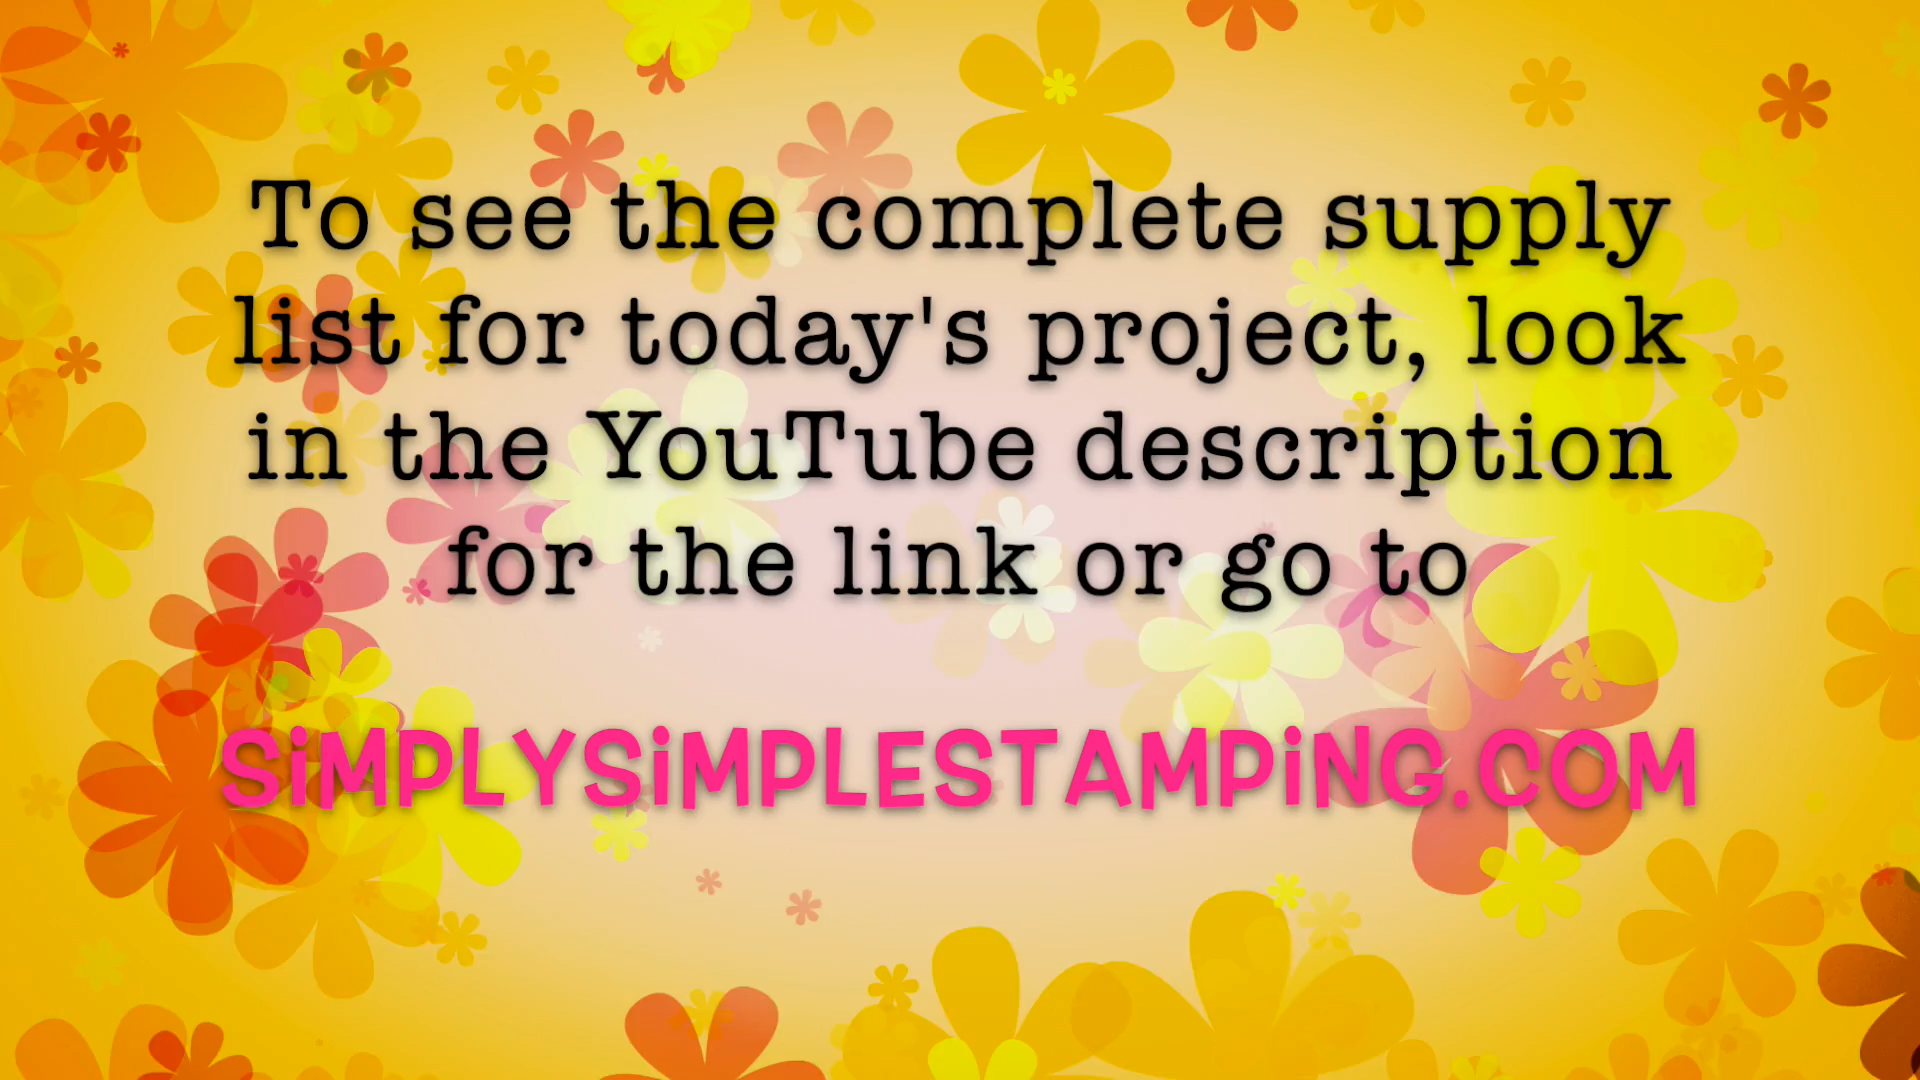 To see the complete supply
list for today's project, look
in the YouTube description
for the link or go to
SiMPLYSiMPLESTAMPiNG.COM